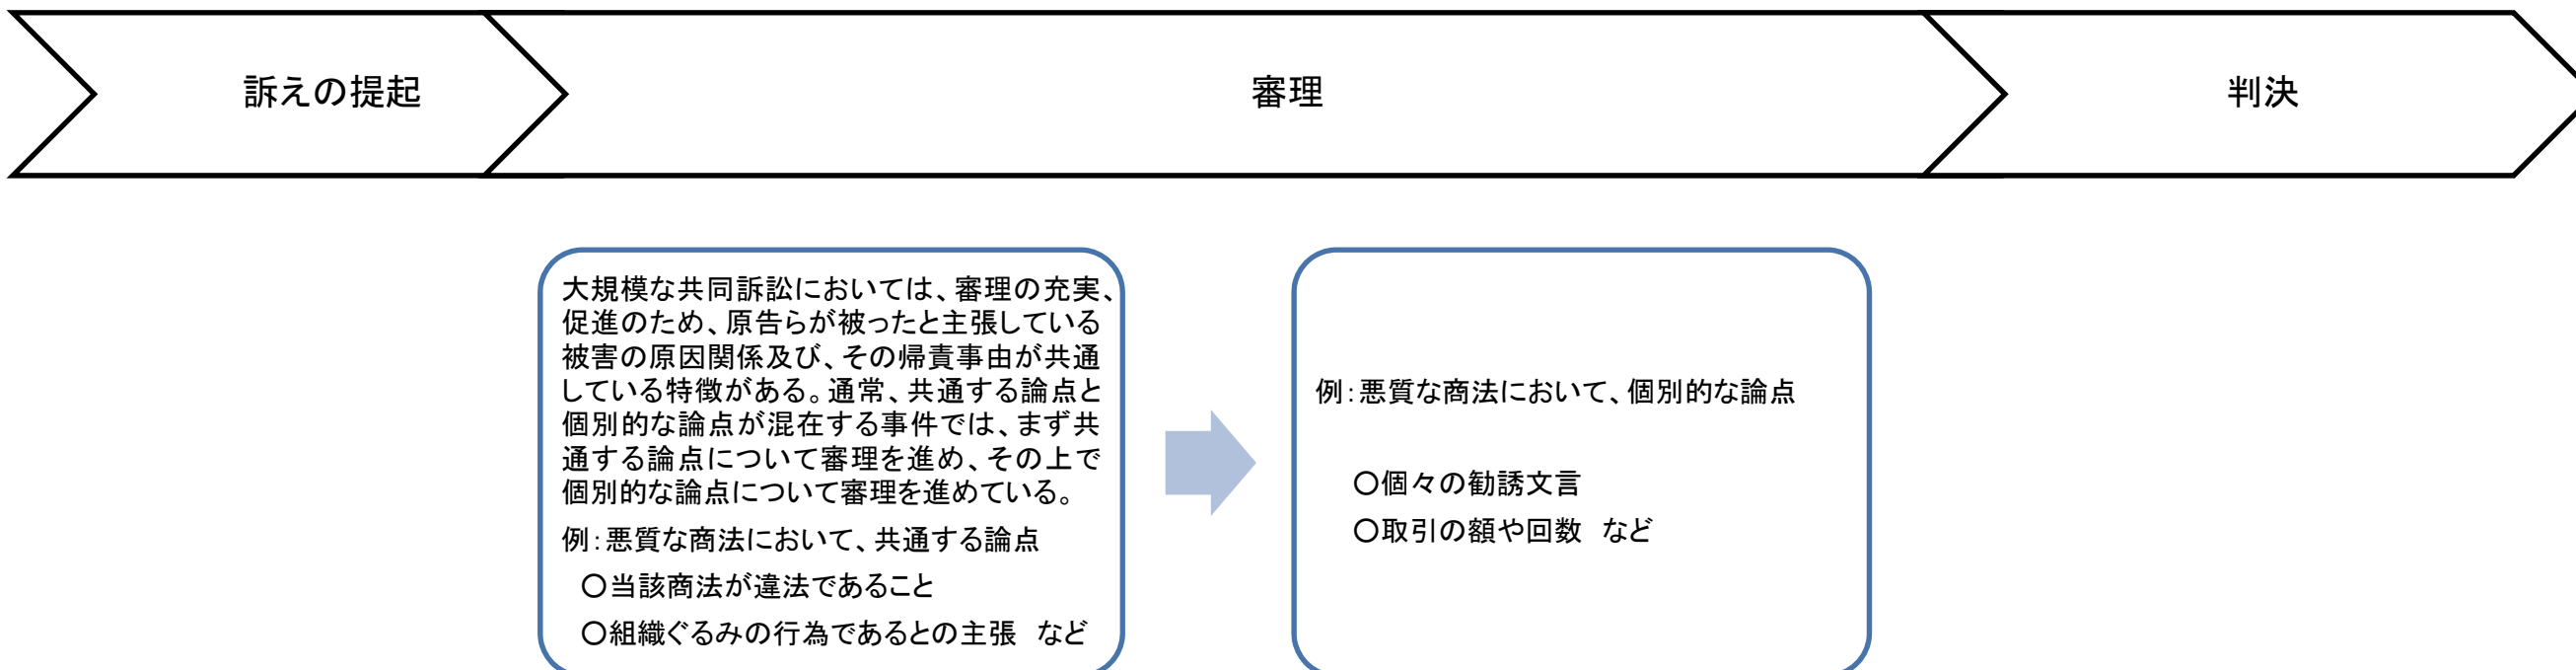 訴えの提起
審理
判決
大規模な共同訴訟においては、審理の充実、
促進のため、原告らが被ったと主張している
被害の原因関係及び、その帰責事由が共通
している特徴がある。通常、共通する論点と
個別的な論点が混在する事件では、まず共
通する論点について審理を進め、その上で
個別的な論点について審理を進めている。
例：悪質な商法において、共通する論点
○当該商法が違法であること
○組織ぐるみの行為であるとの主張　など
例：悪質な商法において、個別的な論点
○個々の勧誘文言
○取引の額や回数　など